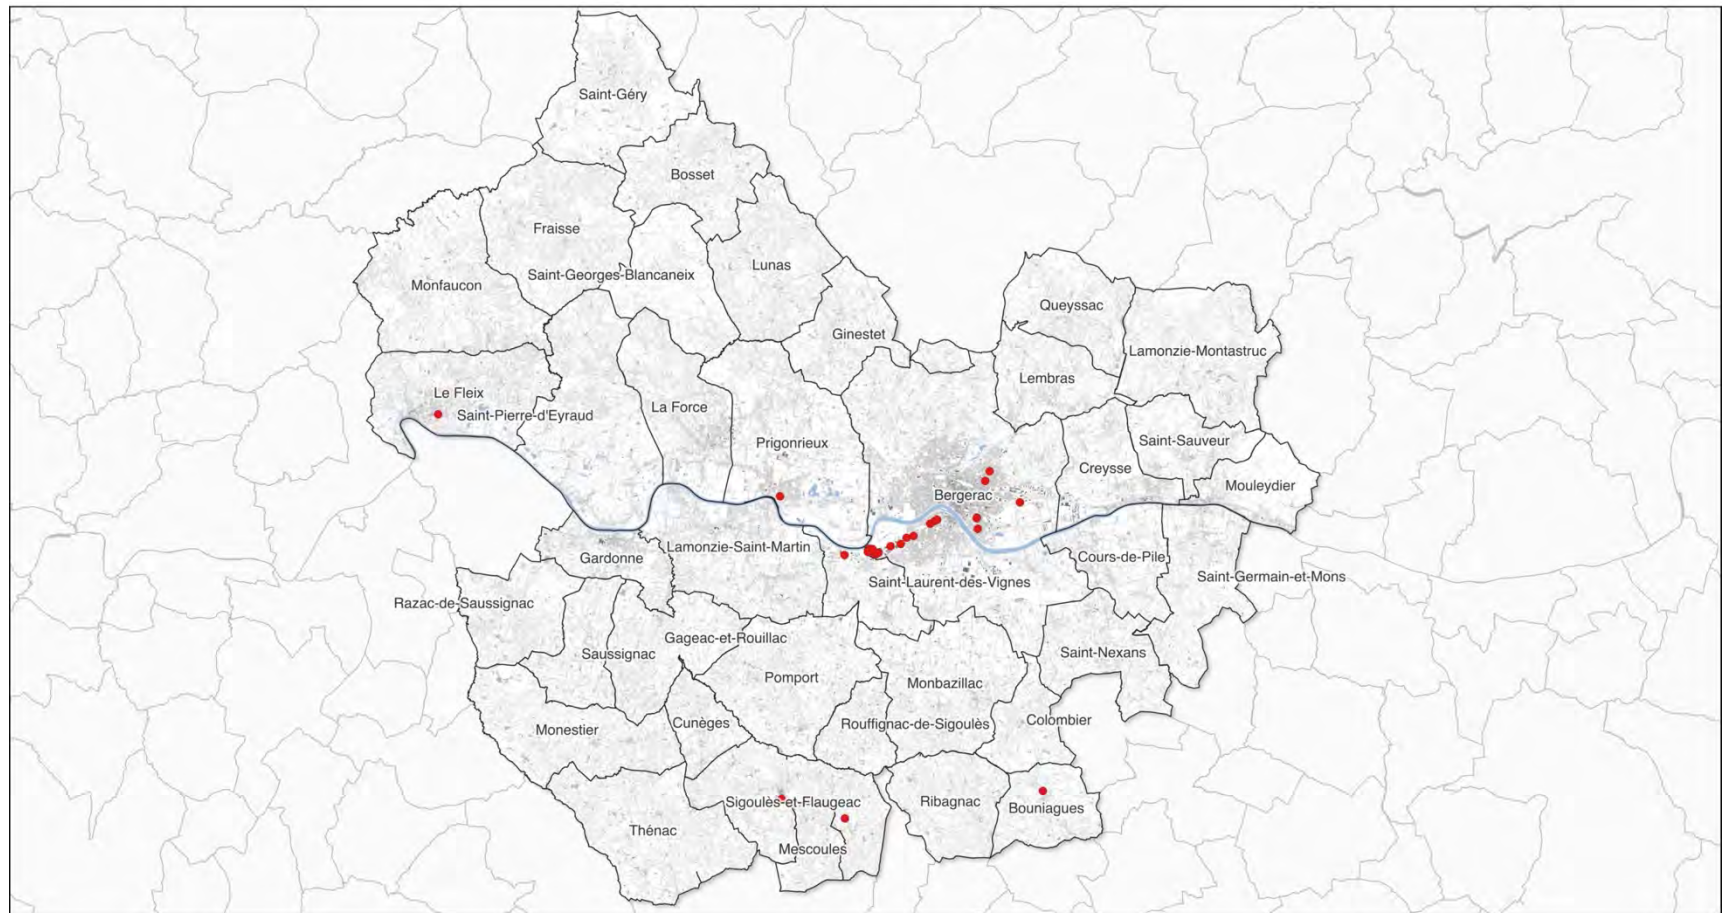 Saint-Géry
Bosset
Fraisse
Saint-Georges-Blancaneix
Lunas
Monfaucon
Queyssac
Ginestet
Lamonzie-Montastruc
Lembras
Le Fleix
La Force
Saint-Pierre-d'Eyraud
Prigonrieux
Saint-Sauveur
Creysse
Mouleydier
Bergerac
Lamonzie-Saint-Martin
Gardonne
Cours-de-Pile
Saint-Germain-et-Mons
Saint-Laurent-des-Vignes
Razac-de-Saussignac
Gageac-et-Rouillac
Saussignac
Saint-Nexans
Pomport
Monbazillac
Colombier
Cunèges
Rouffignac-de-Sigoulès
Monestier
Sigoulès-et-Flaugeac
Ribagnac
Bouniagues
Thénac
Mescoules